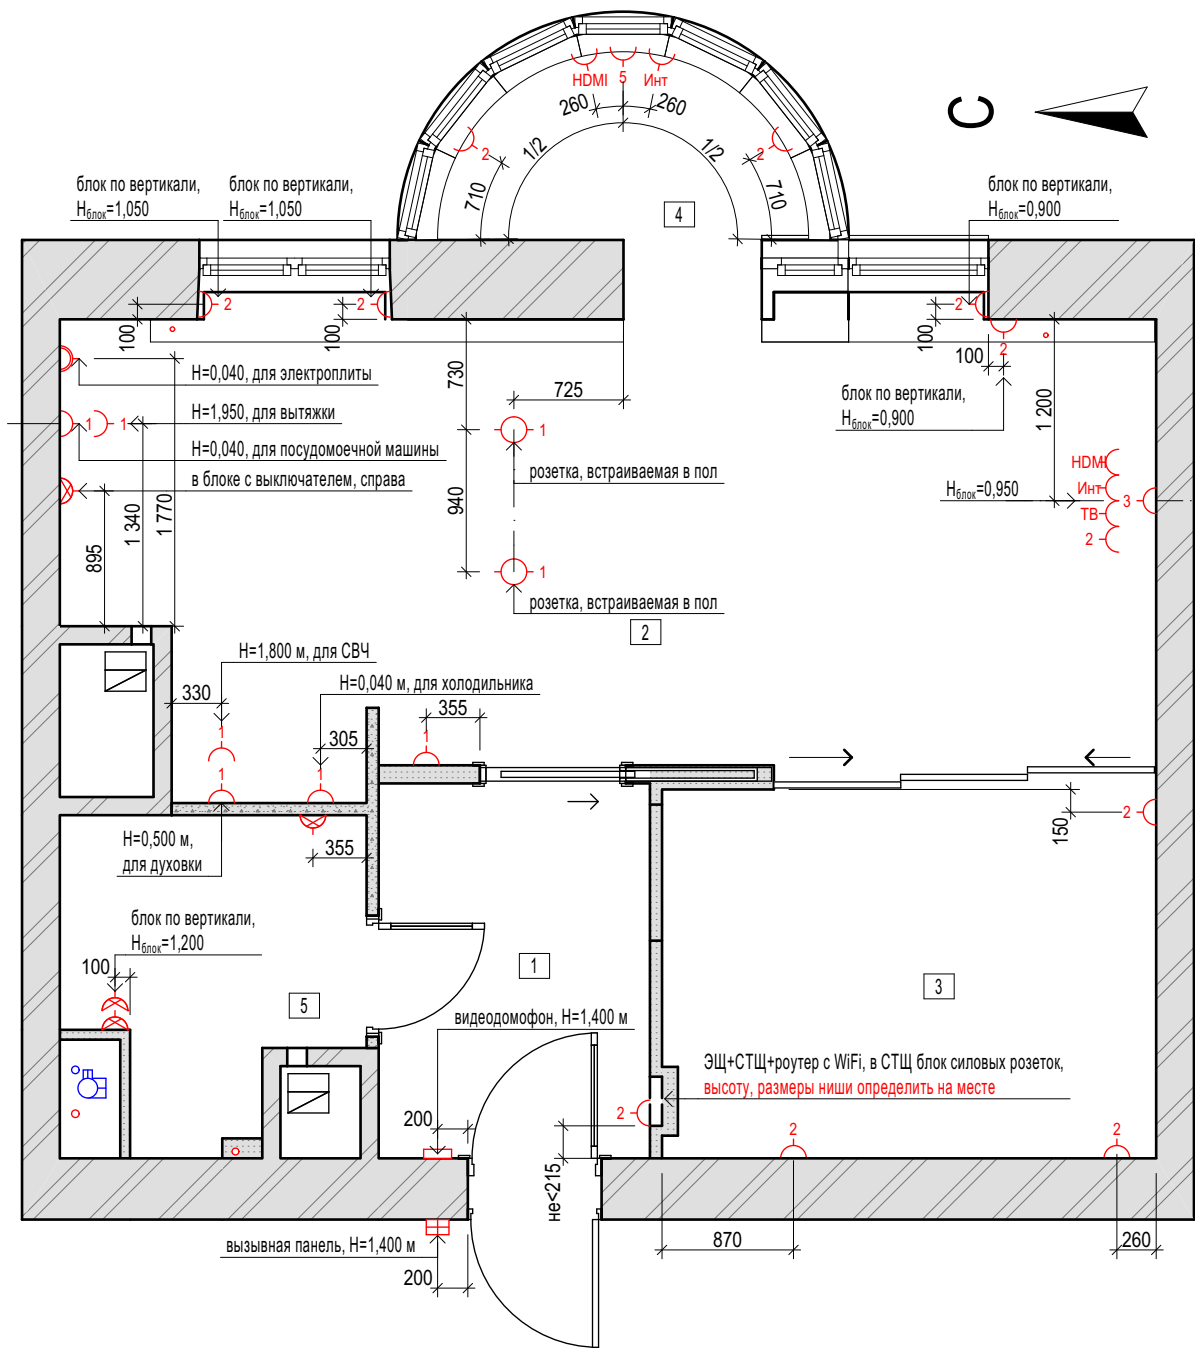 HDMI
5
Инт
260
260
С
2
1/2
1/2
2
710
710
4
блок по вертикали,
Hблок=1,050
блок по вертикали,
Hблок=1,050
блок по вертикали,
Hблок=0,900
2
2
2
2
100
100
100
100
730
725
H=0,040, для электроплиты
блок по вертикали,
Hблок=0,900
1 200
H=1,950, для вытяжки
1
1
1
H=0,040, для посудомоечной машины
розетка, встраиваемая в пол
в блоке с выключателем, справа
HDMI
Инт
3
ТВ
2
Hблок=0,950
940
895
1 340
1 770
1
розетка, встраиваемая в пол
2
H=1,800 м, для СВЧ
H=0,040 м, для холодильника
330
355
1
305
1
1
1
2
150
H=0,500 м,
для духовки
355
блок по вертикали,
Hблок=1,200
100
1
3
5
видеодомофон, H=1,400 м
ЭЩ+СТЩ+роутер с WiFi, в СТЩ блок силовых розеток,
высоту, размеры ниши определить на месте
200
2
2
2
не<215
вызывная панель, H=1,400 м
870
260
200